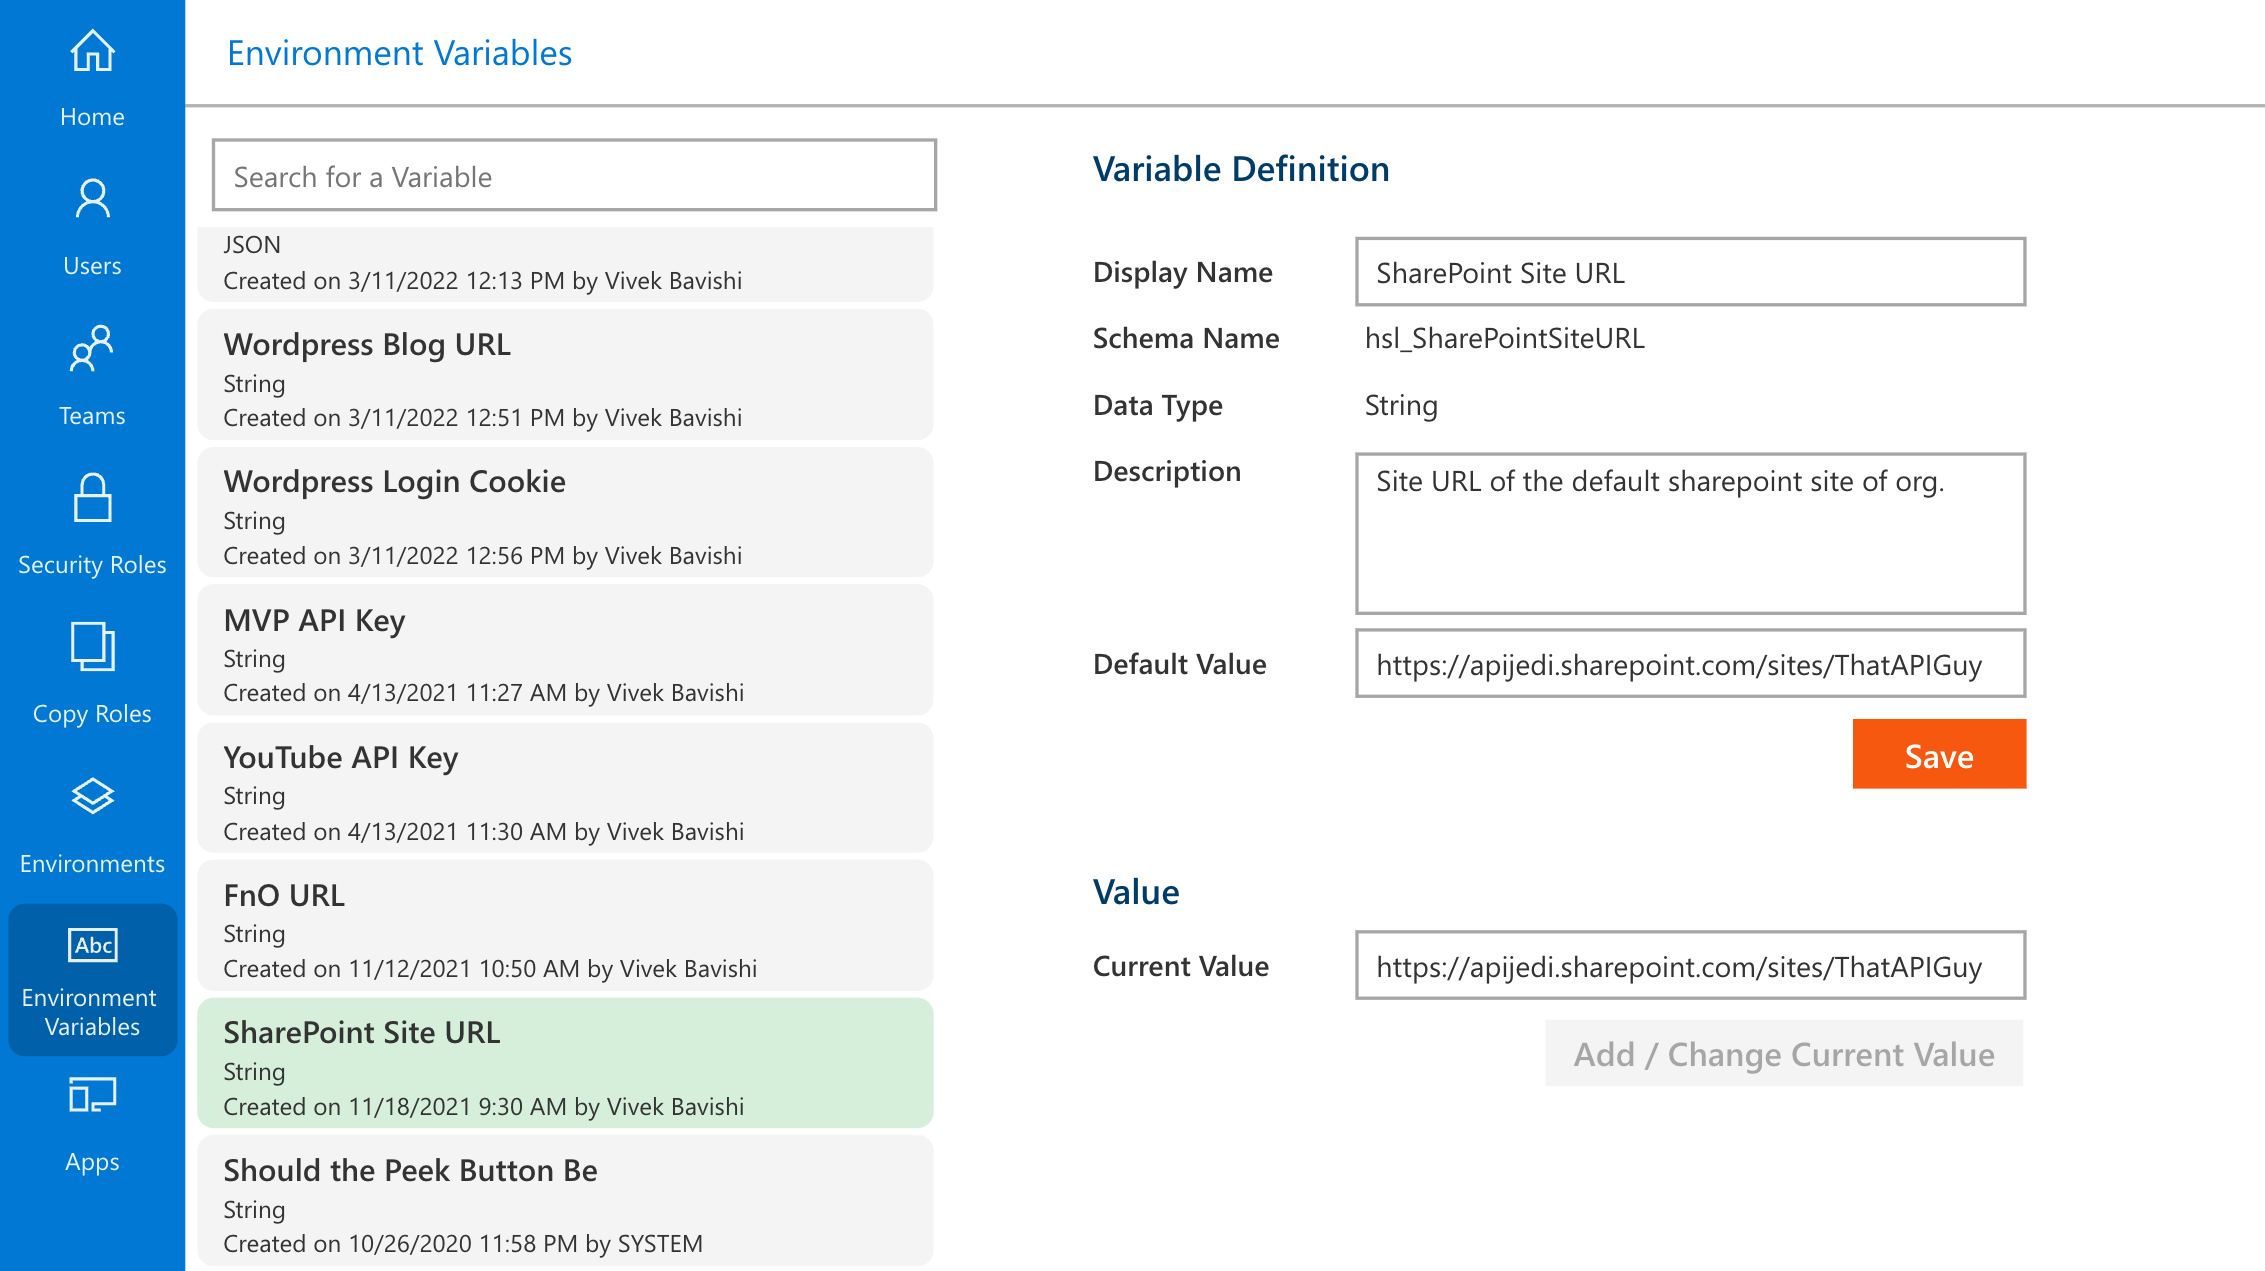 Home
Users
Teams
Security Roles
Copy Roles
Environments
Abc
Environment
Variables
Apps
Environment Variables
Search for a Variable
JSON
Created on 3/11/2022 12:13 PM by Vivek Bavishi
Wordpress Blog URL
String
Created on 3/11/2022 12:51 PM by Vivek Bavishi
Wordpress Login Cookie
String
Created on 3/11/2022 12:56 PM by Vivek Bavishi
MVP API Key
String
Created on 4/13/2021 11:27 AM by Vivek Bavishi
YouTube API Key
String
Created on 4/13/2021 11:30 AM by Vivek Bavishi
FnO URL
String
Created on 11/12/2021 10:50 AM by Vivek Bavishi
SharePoint Site URL
String
Created on 11/18/2021 9:30 AM by Vivek Bavishi
Should the Peek Button Be
String
Created on 10/26/2020 11:58 PM by SYSTEM
Variable Definition
Display Name SharePoint Site URL
Schema Name hsl_SharePointSiteURL
Data Type String
Description Site URL of the default sharepoint site of org.
Default Value https://apijedi.sharepoint.com/sites/ThatAPIGuy
Save
Value
Current Value https://apijedi.sharepoint.com/sites/ThatAPIGuy
Add / Change Current Value